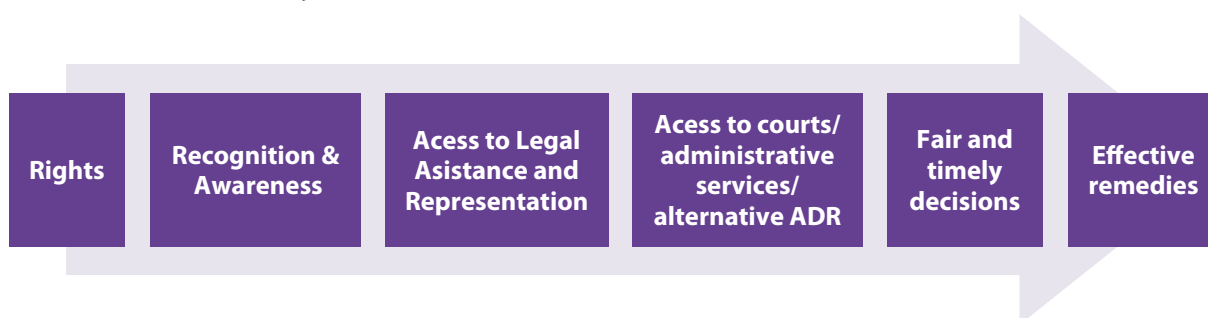 Rights
Recognition &
Awareness
Acess to Legal
Asistance and
Representation
Acess to courts/
administrative
services/
alternative ADR
Fair and
timely
decisions
Effective
remedies